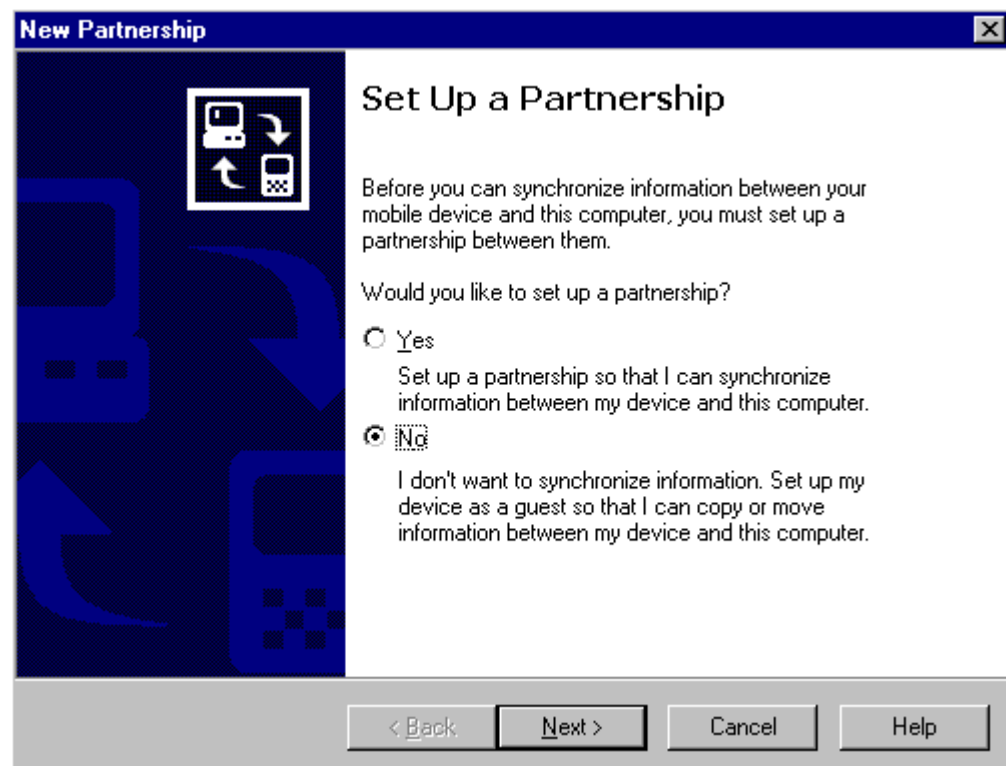 New Partnership
Set Up a Partnership
Before you can synchronize information between your
mobile device and this computer, you must set up a
partnership between them.
Would you like to set up a partnership?
Yes
Set up a partnership so that I can synchronize
information between my device and this computer.
No
I don't want to synchronize information. Set up my
device as a guest so that I can copy or move
information between my device and this computer.
< Back
Next >
Cancel
Help